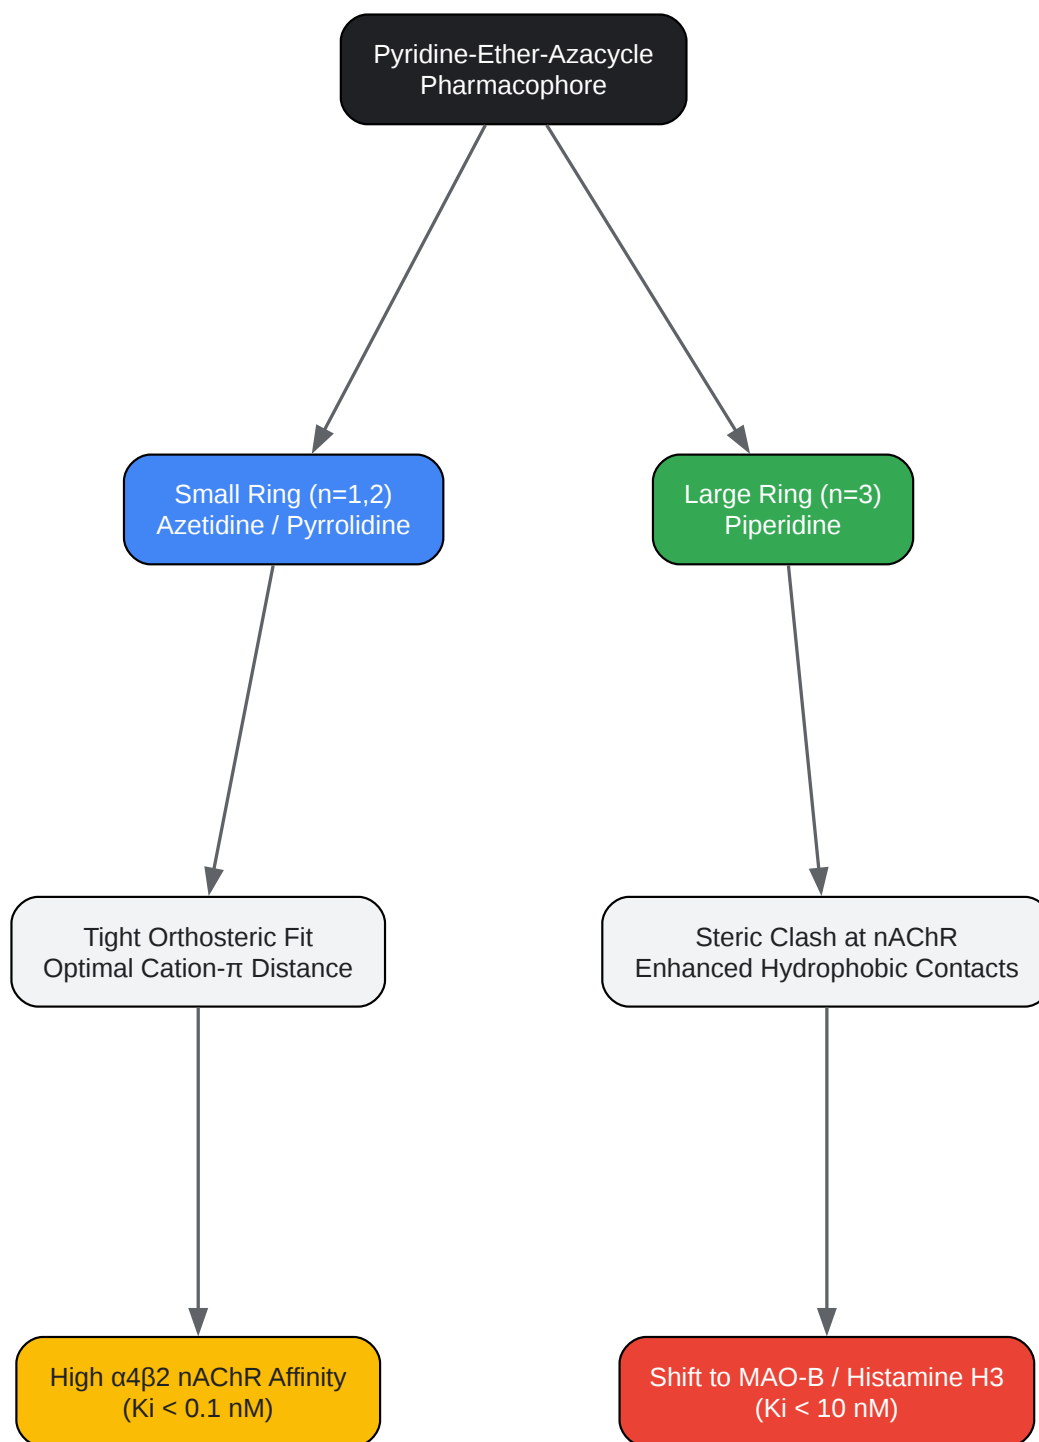 Pyridine-Ether-Azacycle
Pharmacophore
Small Ring (n=1,2)
Azetidine / Pyrrolidine
Large Ring (n=3)
Piperidine
Tight Orthosteric Fit
Optimal Cation-π Distance
Steric Clash at nAChR
Enhanced Hydrophobic Contacts
High α4β2 nAChR Affinity
(Ki < 0.1 nM)
Shift to MAO-B / Histamine H3
(Ki < 10 nM)